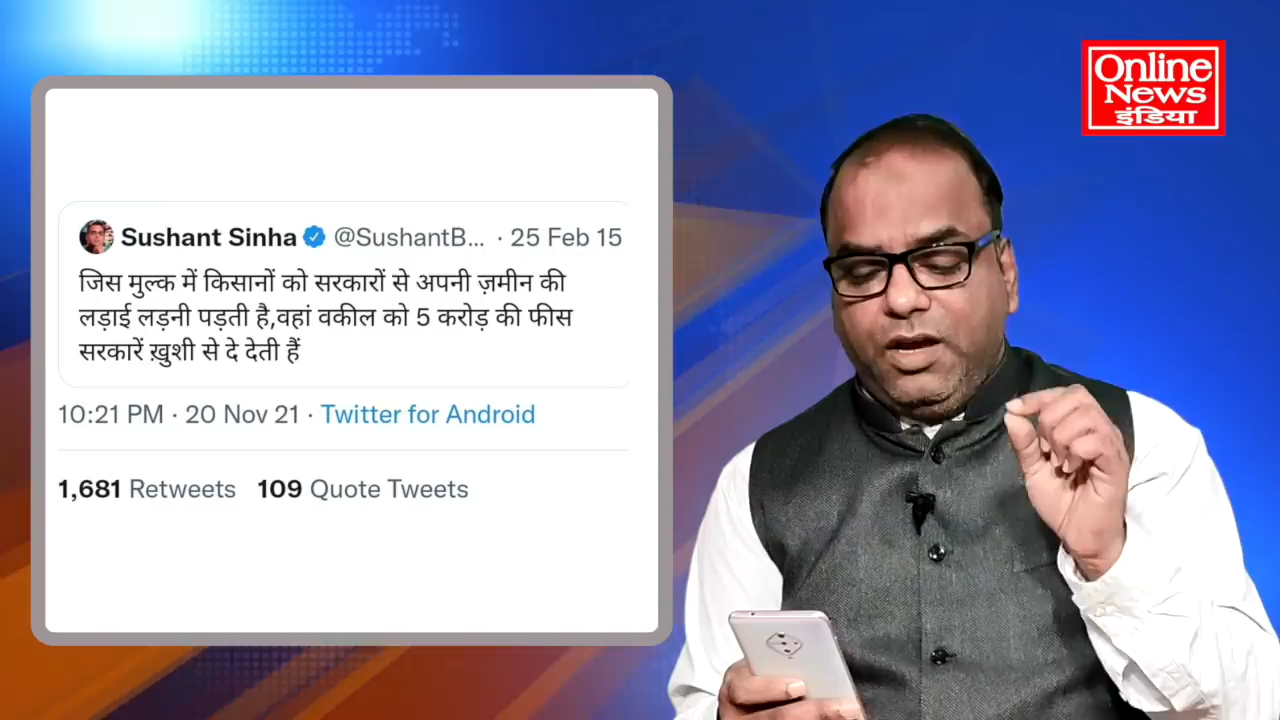 Online
News
इंडिया
Sushant Sinha @SushantB... · 25 Feb 15
जिस मुल्क में किसानों को सरकारों से अपनी ज़मीन की
लड़ाई लड़नी पड़ती है,वहां वकील को 5 करोड़ की फीस
सरकारें ख़ुशी से दे देती हैं
10:21 PM · 20 Nov 21 · Twitter for Android
1,681 Retweets 109 Quote Tweets